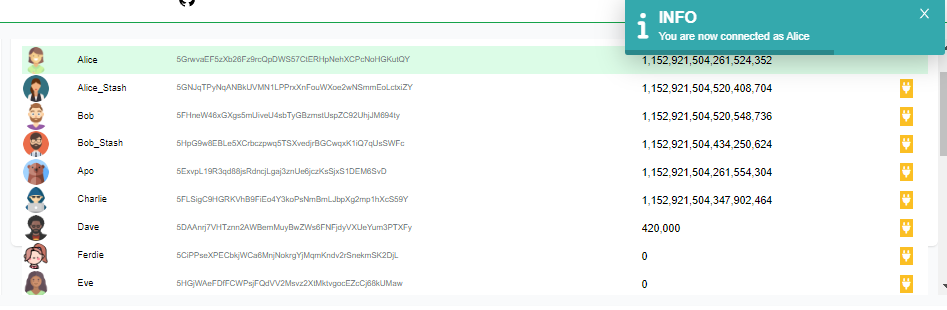 INFO
You are now connected as Alice
Alice 5GrwvaEF5zXb26Fz9rcQpDWS57CtERHpNehXCPcNoHGKutQY 1,152,921,504,261,524,352
Alice_Stash 5GNJqTPyNqANBkUVMN1LPPrxXnFouWXoe2wNSmmEoLctxiZY 1,152,921,504,520,408,704
Bob 5FHneW46xGXgs5mUiveU4sbTyGBzmstUspZC92UhjJM694ty 1,152,921,504,520,548,736
Bob_Stash 5HpG9w8EBLe5XCrbczpwq5TSXvedjrBGCwqxK1iQ7qUsSWFc 1,152,921,504,434,250,624
Apo 5ExvpL19R3qd88jsRdncjLgaj3znUe6jczKsSjxS1DEM6SvD 1,152,921,504,261,554,304
Charlie 5FLSigC9HGRKVhB9FiEo4Y3koPsNmBmLJbpXg2mp1hXcS59Y 1,152,921,504,347,902,464
Dave 5DAAnrj7VHTznn2AWBemMuyBwZWs6FNFjdyVXUeYum3PTXFy 420,000
Ferdie 5CiPPseXPECbkjWCa6MnjNokrgYjMqmKndv2rSnekmSK2DjL 0
Eve 5HGjWAeFDfFCWPsjFQdVV2Msvz2XtMktvgocEZcCj68kUMaw 0